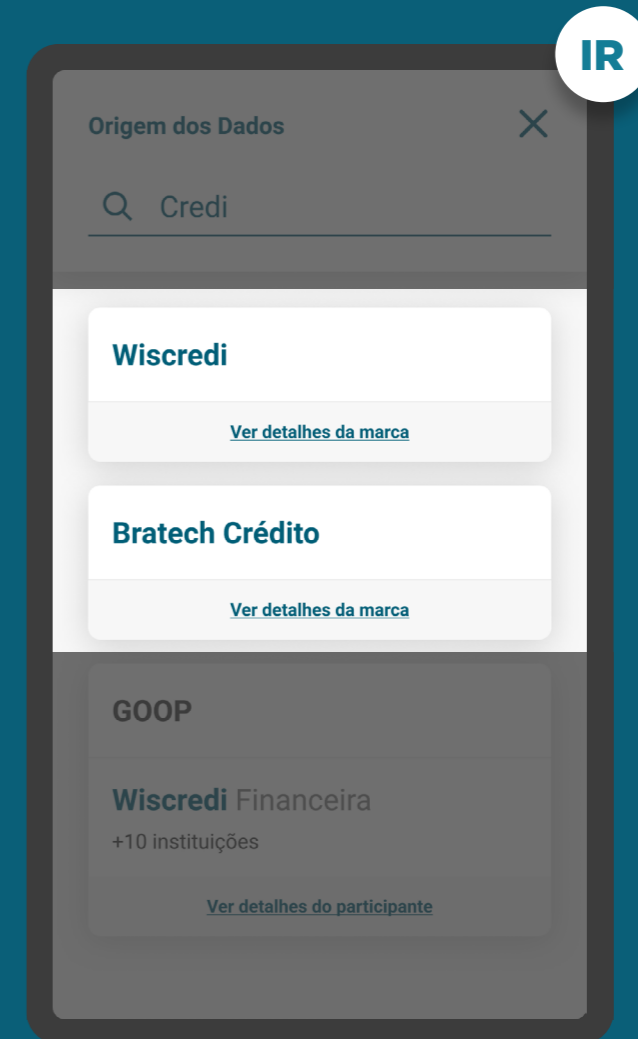 IR
Origem dos Dados
Credi
Wiscredi
Ver detalhes da marca
Bratech Crédito
Ver detalhes da marca
GOOP
Wiscredi Financeira
+10 instituições
Ver detalhes do participante